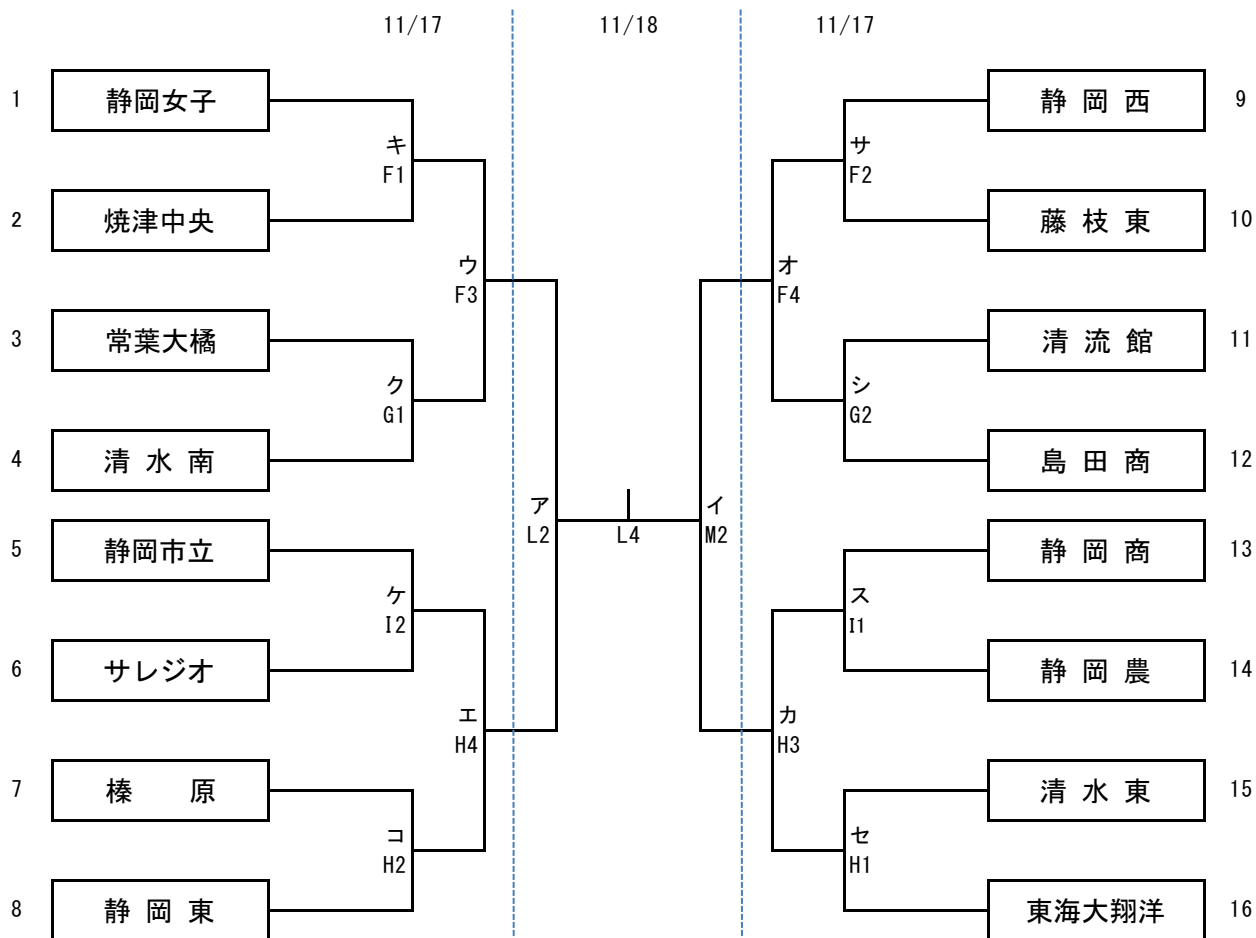 11/17 11/18 11/17
1 静岡女子 静岡西 9
キ サ
F1 F2
2 焼津中央 藤枝東 10
ウ オ
F3 F4
3 常葉大橘 清流館 11
ク シ
G1 G2
4 清水南 島田商 12
ア イ
L2 L4 M2
5 静岡市立 静岡商 13
ケ ス
I2 I1
6 サレジオ 静岡農 14
エ カ
H4 H3
7 榛原 清水東 15
コ セ
H2 H1
8 静岡東 東海大翔洋 16